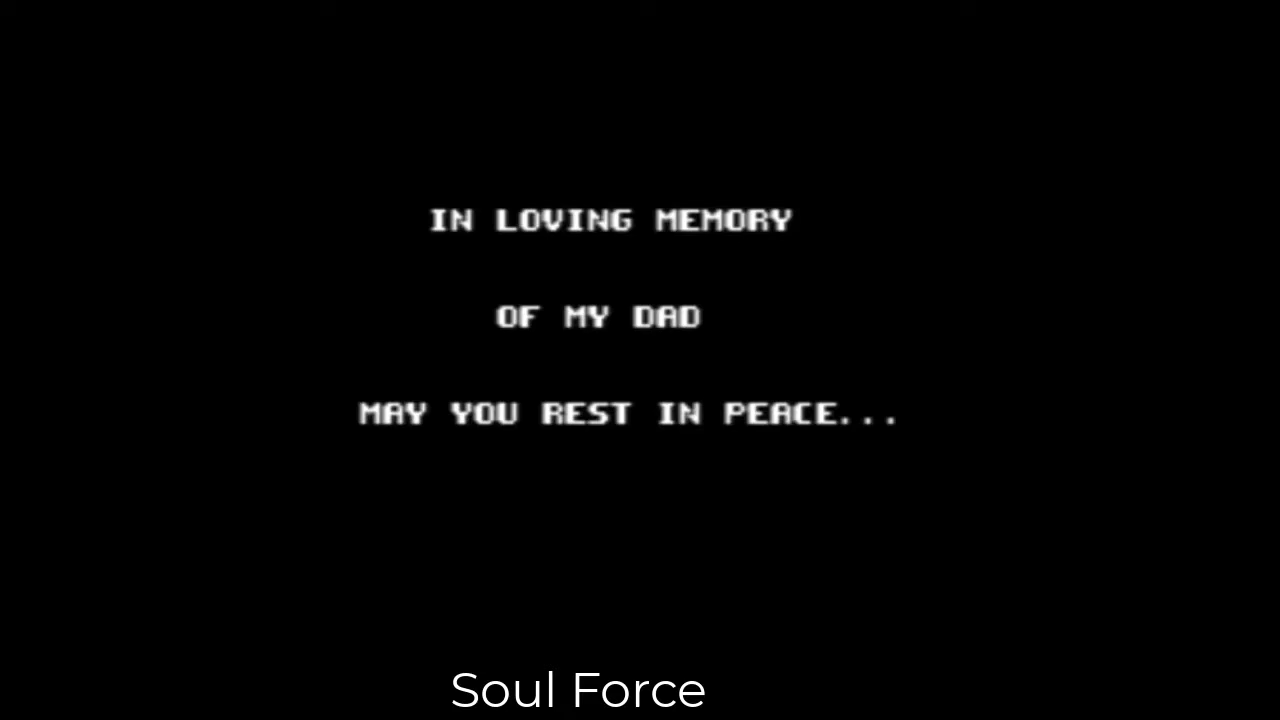 IN LOVING MEMORY
OF MY DAD
MAY YOU REST IN PEACE...
Soul Force